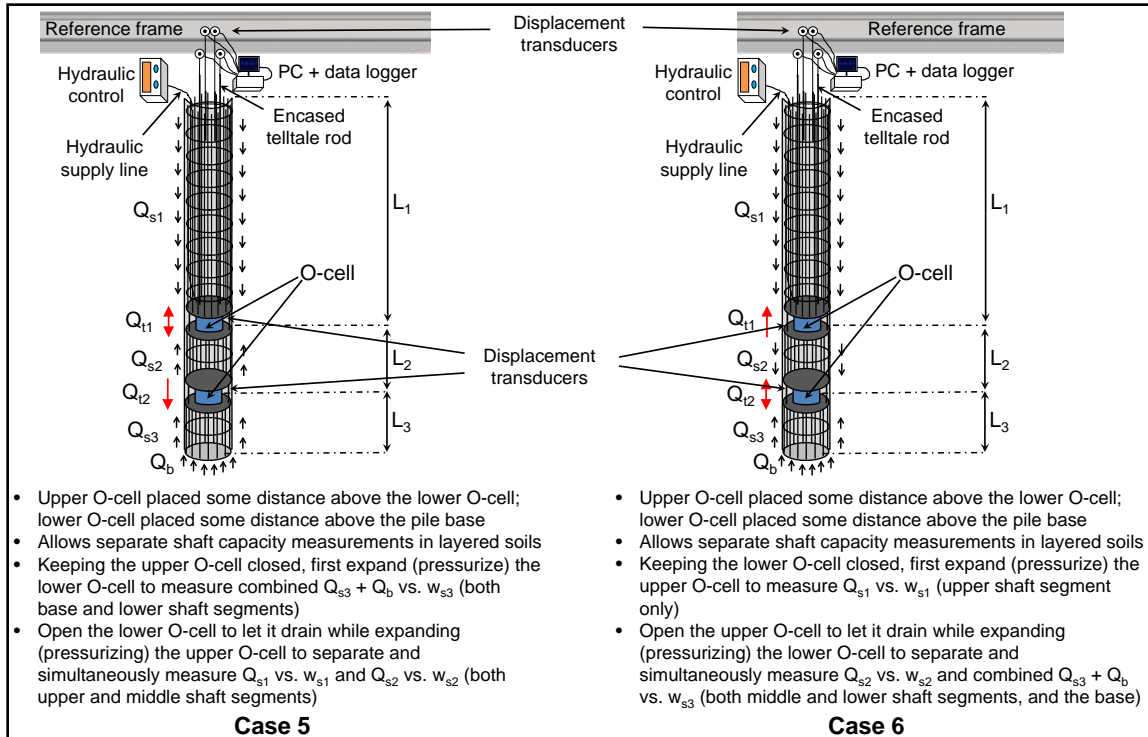 Reference frame
Displacement
transducers
Reference frame
Hydraulic
control
PC + data logger
Encased
telltale rod
Hydraulic
supply line
Hydraulic
control
PC + data logger
Encased
telltale rod
Hydraulic
supply line
Qs1
L1
Qs1
L1
O-cell
O-cell
Qt1
Qs2
L2
Displacement
transducers
Qt1
Qs2
L2
Qt2
Qs3
L3
Qb
Qt2
Qs3
L3
Qb
• Upper O-cell placed some distance above the lower O-cell;
lower O-cell placed some distance above the pile base
• Allows separate shaft capacity measurements in layered soils
• Keeping the upper O-cell closed, first expand (pressurize) the
lower O-cell to measure combined Qs3 + Qb vs. ws3 (both
base and lower shaft segments)
• Open the lower O-cell to let it drain while expanding
(pressurizing) the upper O-cell to separate and
simultaneously measure Qs1 vs. ws1 and Qs2 vs. ws2 (both
upper and middle shaft segments)
Case 5
• Upper O-cell placed some distance above the lower O-cell;
lower O-cell placed some distance above the pile base
• Allows separate shaft capacity measurements in layered soils
• Keeping the lower O-cell closed, first expand (pressurize) the
upper O-cell to measure Qs1 vs. ws1 (upper shaft segment
only)
• Open the upper O-cell to let it drain while expanding
(pressurizing) the lower O-cell to separate and
simultaneously measure Qs2 vs. ws2 and combined Qs3 + Qb
vs. ws3 (both middle and lower shaft segments, and the base)
Case 6